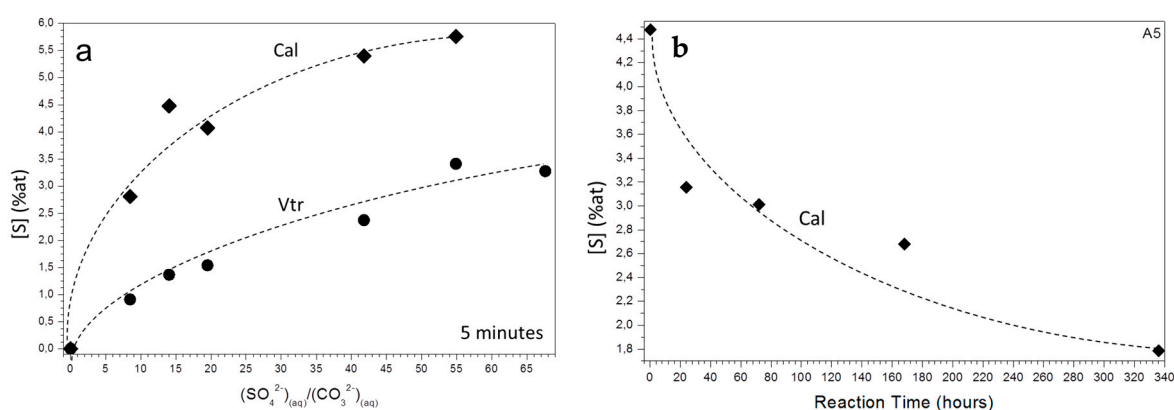 a
Cal
Vtr
5 minutes
[S] (%at)
6,0
5,5
5,0
4,5
4,0
3,5
3,0
2,5
2,0
1,5
1,0
0,5
0,0
0 5 10 15 20 25 30 35 40 45 50 55 60 65
(SO₄²⁻)(aq)/(CO₃²⁻)(aq)
b
A5
Cal
[S] (%at)
4,4
4,2
4,0
3,8
3,6
3,4
3,2
3,0
2,8
2,6
2,4
2,2
2,0
1,8
0 20 40 60 80 100 120 140 160 180 200 220 240 260 280 300 320 340
Reaction Time (hours)